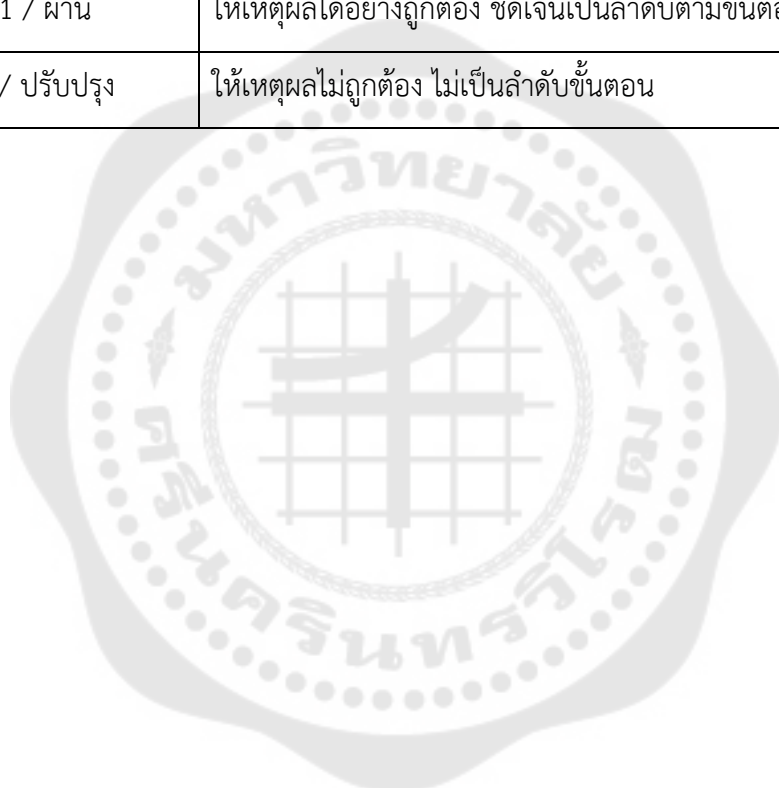 1 / ผ่าน
ให้เหตุผลได้อย่างถูกต้อง ชัดเจนเป็นลำดับตามขั้นตอ
/ ปรับปรุง
ให้เหตุผลไม่ถูกต้อง ไม่เป็นลำดับขั้นตอน
มหาวิทยาลัย
ศรีนครินทรวิโรฒ